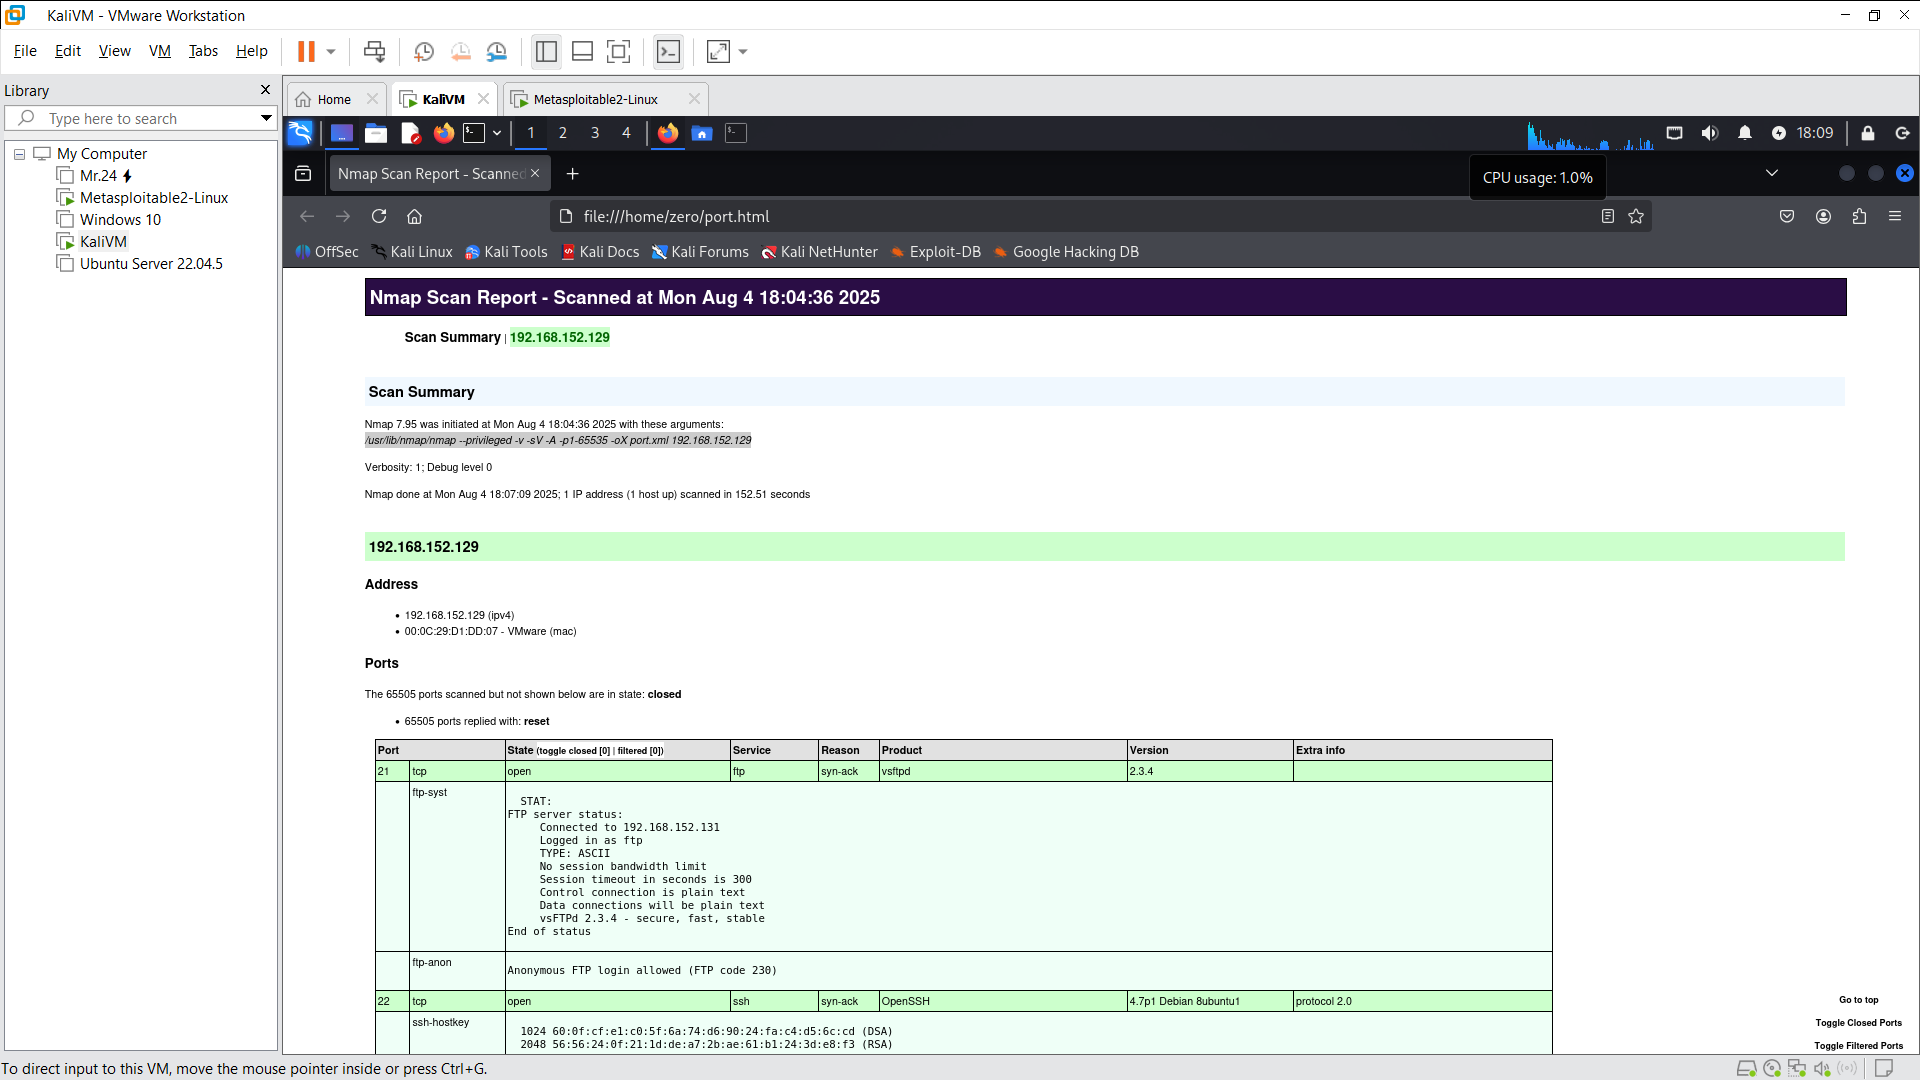 KaliVM - VMware Workstation
File Edit View VM Tabs Help
Library
Type here to search
My Computer
Mr.24
Metasploitable2-Linux
Windows 10
KaliVM
Ubuntu Server 22.04.5
Home
KaliVM
Metasploitable2-Linux
1 2 3 4
18:09
Nmap Scan Report - Scanned
CPU usage: 1.0%
file:///home/zero/port.html
OffSec Kali Linux Kali Tools Kali Docs Kali Forums Kali NetHunter Exploit-DB Google Hacking DB
Nmap Scan Report - Scanned at Mon Aug 4 18:04:36 2025
Scan Summary | 192.168.152.129
Scan Summary
Nmap 7.95 was initiated at Mon Aug 4 18:04:36 2025 with these arguments:
/usr/lib/nmap/nmap --privileged -v -sV -A -p1-65535 -oX port.xml 192.168.152.129
Verbosity: 1; Debug level 0
Nmap done at Mon Aug 4 18:07:09 2025; 1 IP address (1 host up) scanned in 152.51 seconds
192.168.152.129
Address
• 192.168.152.129 (ipv4)
• 00:0C:29:D1:DD:07 - VMware (mac)
Ports
The 65505 ports scanned but not shown below are in state: closed
• 65505 ports replied with: reset
Port State (toggle closed [0] | filtered [0]) Service Reason Product Version Extra info
21 tcp open ftp syn-ack vsftpd 2.3.4
ftp-syst
STAT:
FTP server status:
Connected to 192.168.152.131
Logged in as ftp
TYPE: ASCII
No session bandwidth limit
Session timeout in seconds is 300
Control connection is plain text
Data connections will be plain text
vsFTPd 2.3.4 - secure, fast, stable
End of status
ftp-anon
Anonymous FTP login allowed (FTP code 230)
22 tcp open ssh syn-ack OpenSSH 4.7p1 Debian 8ubuntu1 protocol 2.0
ssh-hostkey
1024 60:0f:cf:e1:c0:5f:6a:74:d6:90:24:fa:c4:d5:6c:cd (DSA)
2048 56:56:24:0f:21:1d:de:a7:2b:ae:61:b1:24:3d:e8:f3 (RSA)
Go to top
Toggle Closed Ports
Toggle Filtered Ports
To direct input to this VM, move the mouse pointer inside or press Ctrl+G.